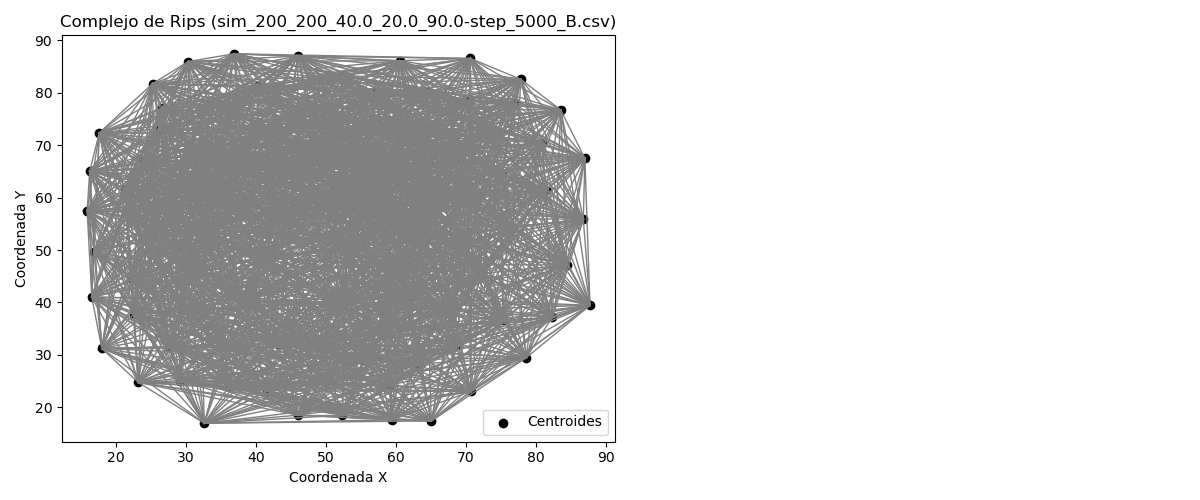 Complejo de Rips (sim_200_200_40.0_20.0_90.0-step_5000_B.csv)
90
80
70
60
50
40
30
20
Coordenada Y
Centroides
20 30 40 50 60 70 80 90
Coordenada X